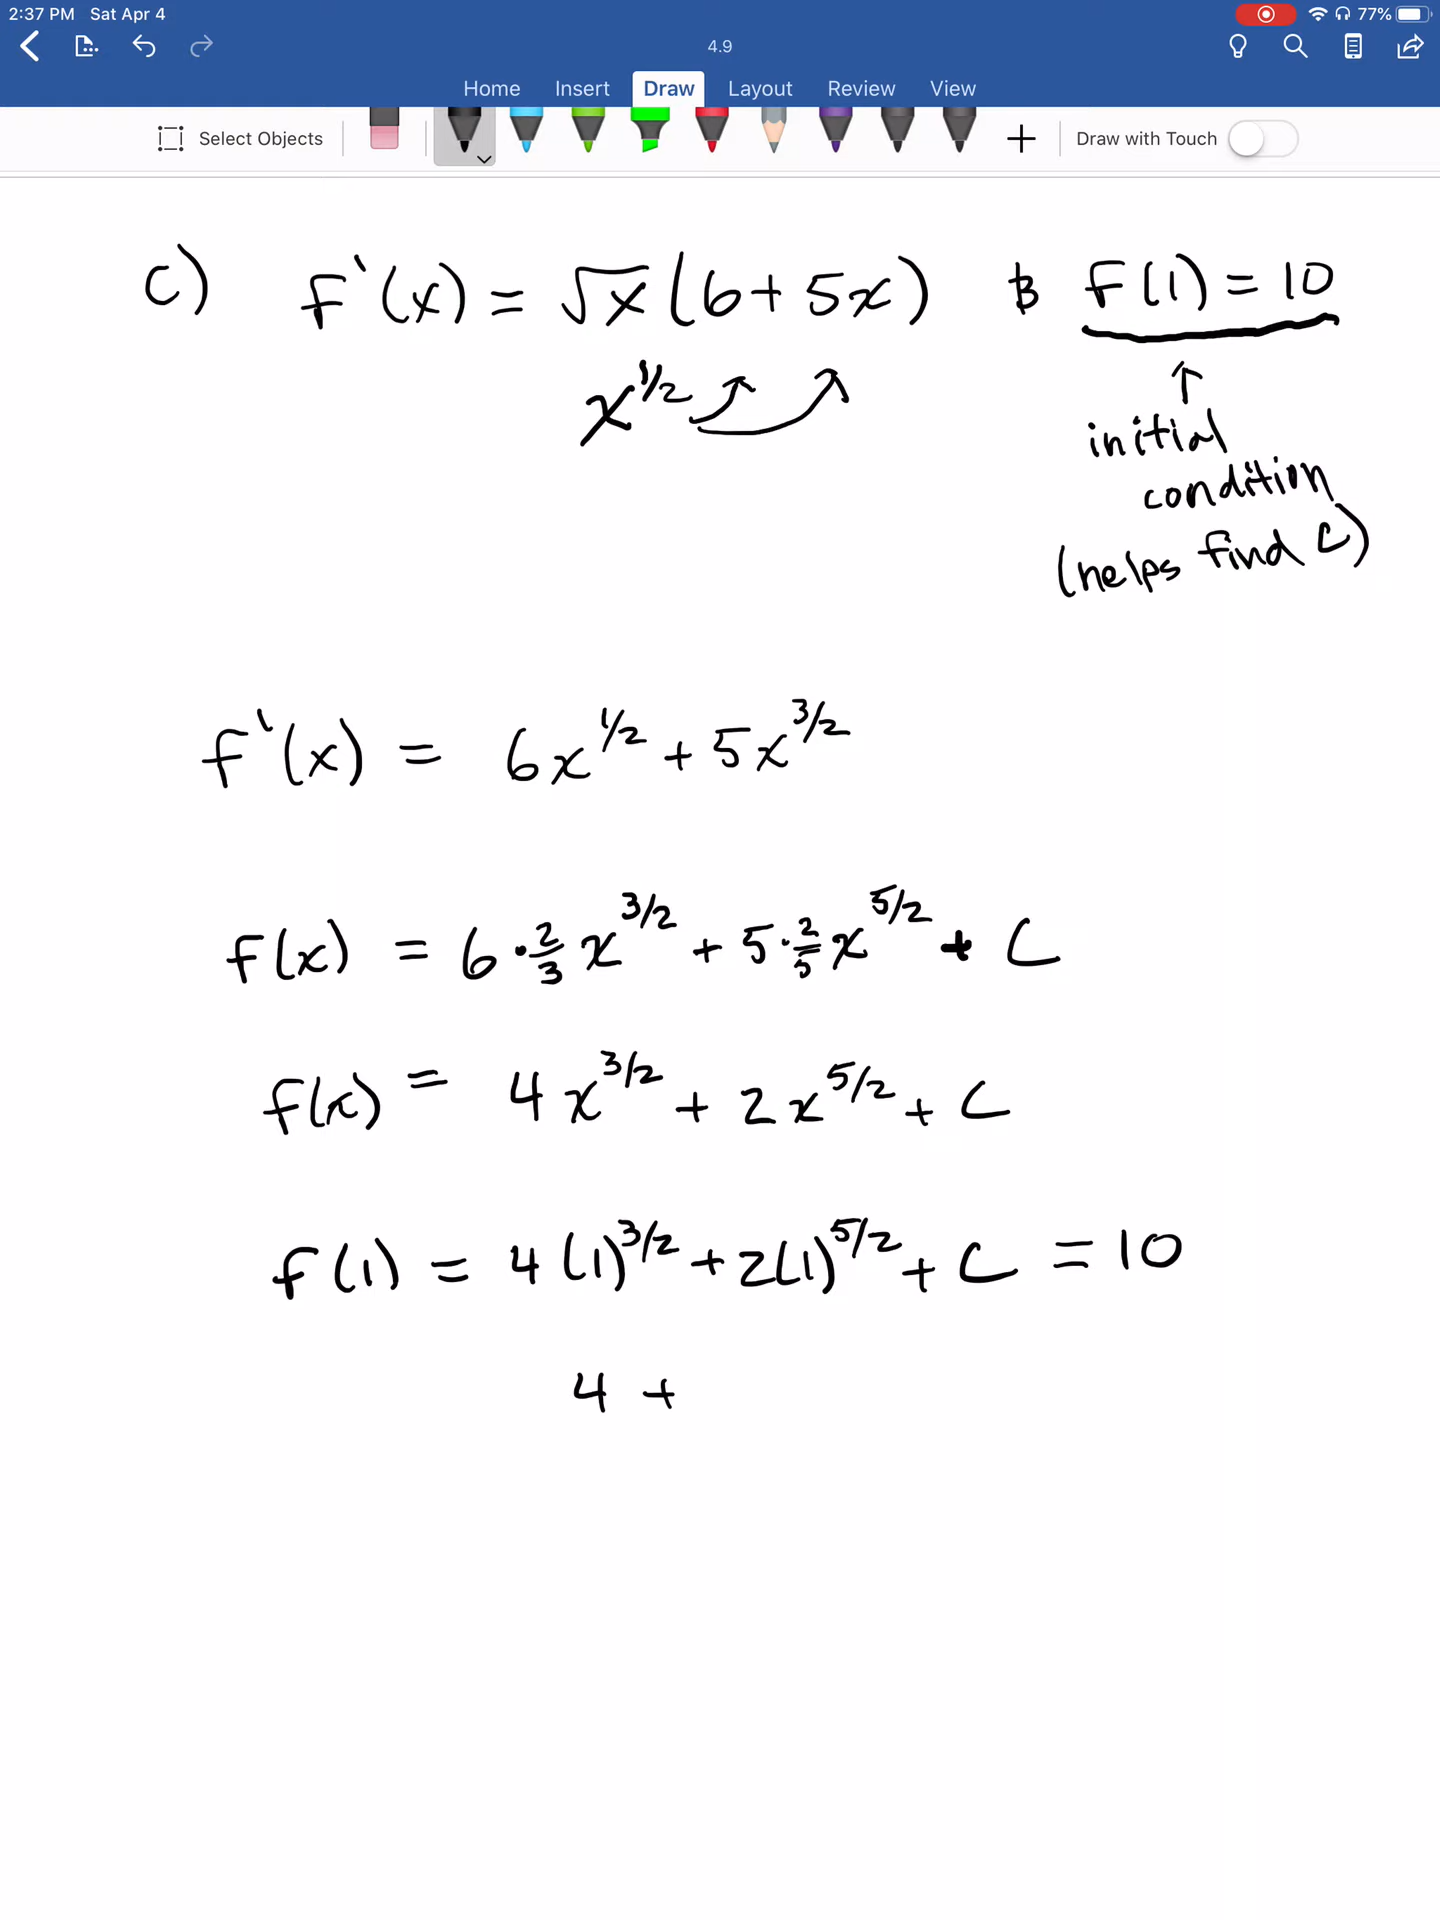 2:37 PM Sat Apr 4 77%
4.9
Home Insert Draw Layout Review View
Select Objects Draw with Touch
c) f'(x) = √x (6 + 5x) & f(1) = 10
x^1/2
initial
condition
(helps find C)
f'(x) = 6x^1/2 + 5x^3/2
f(x) = 6 · 2/3 x^3/2 + 5 · 2/5 x^5/2 + C
f(x) = 4x^3/2 + 2x^5/2 + C
f(1) = 4(1)^3/2 + 2(1)^5/2 + C = 10
4 +